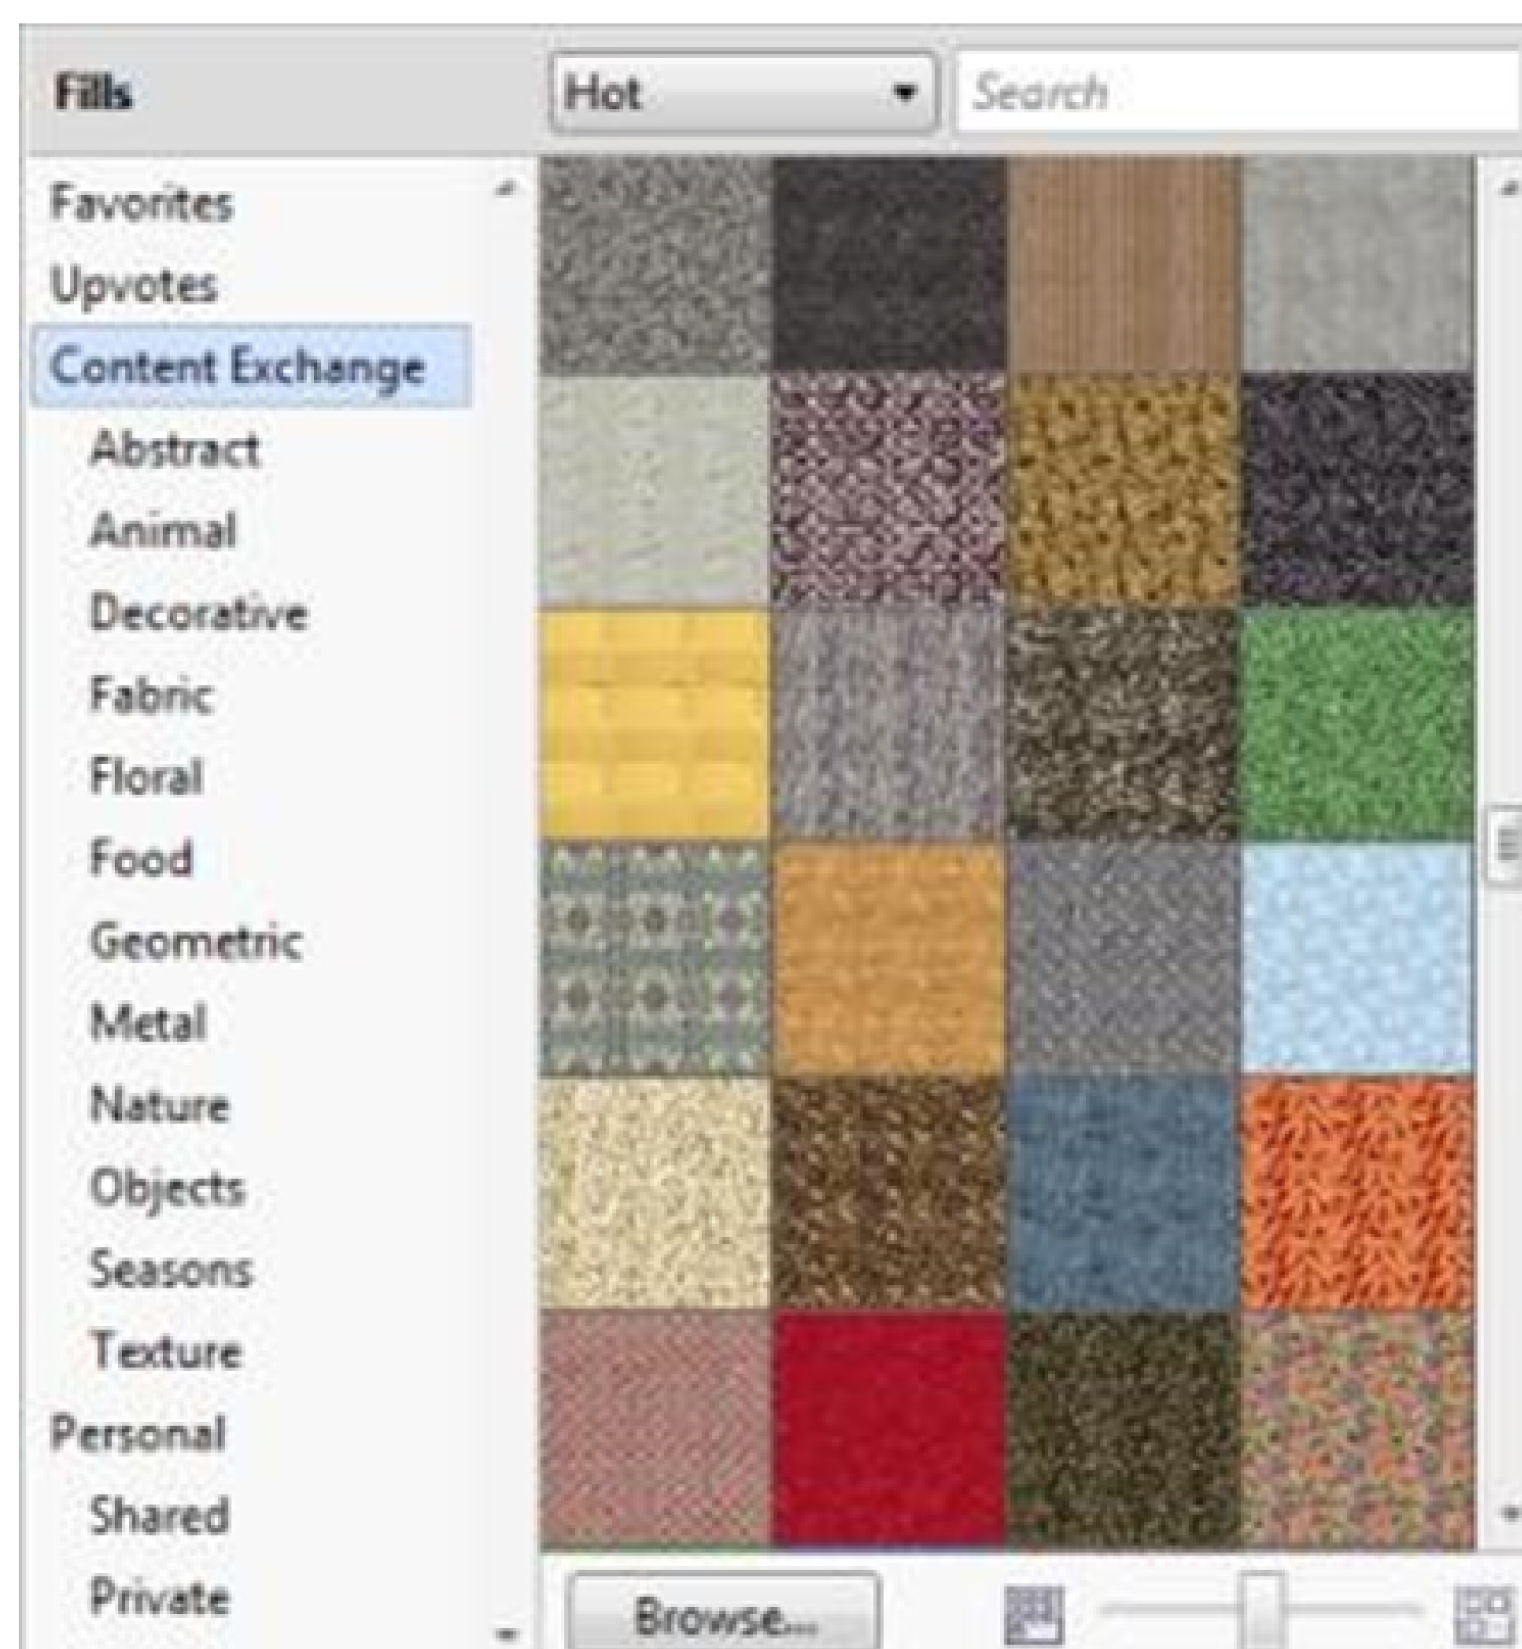 Fills
Hot
Search
Favorites
Upvotes
Content Exchange
Abstract
Animal
Decorative
Fabric
Floral
Food
Geometric
Metal
Nature
Objects
Seasons
Texture
Personal
Shared
Private
Browse...